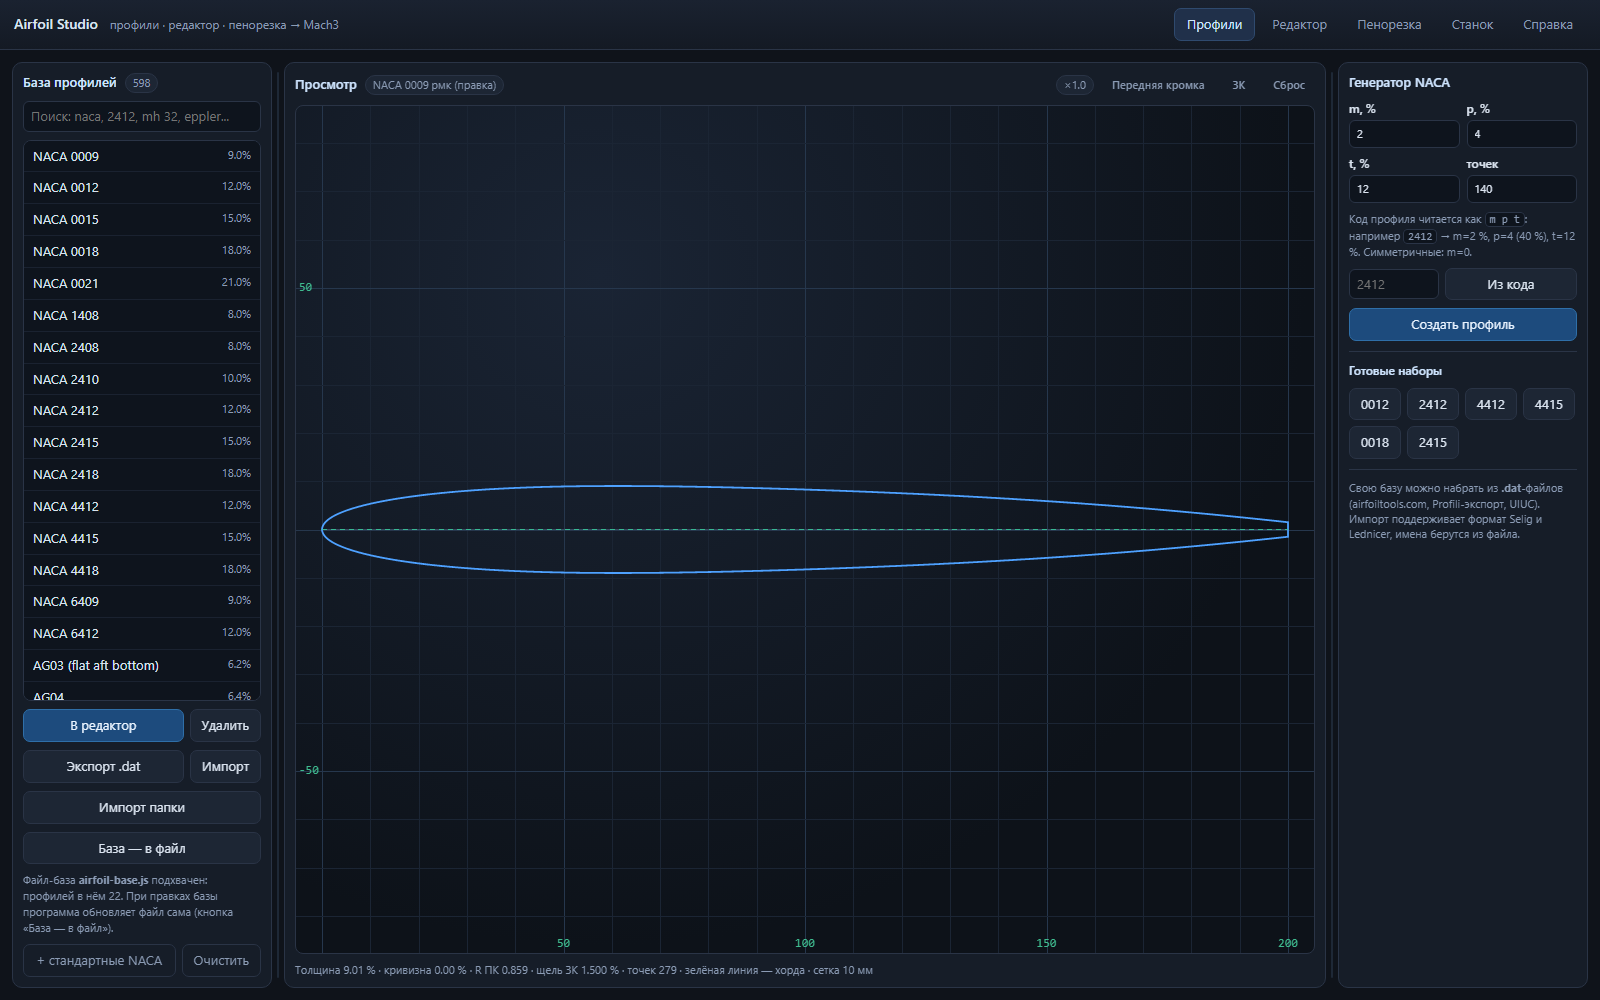 Airfoil Studio профили · редактор · пенорезка → Mach3
Профили Редактор Пенорезка Станок Справка
База профилей 598
Поиск: naca, 2412, mh 32, eppler...
NACA 0009 9.0%
NACA 0012 12.0%
NACA 0015 15.0%
NACA 0018 18.0%
NACA 0021 21.0%
NACA 1408 8.0%
NACA 2408 8.0%
NACA 2410 10.0%
NACA 2412 12.0%
NACA 2415 15.0%
NACA 2418 18.0%
NACA 4412 12.0%
NACA 4415 15.0%
NACA 4418 18.0%
NACA 6409 9.0%
NACA 6412 12.0%
AG03 (flat aft bottom) 6.2%
AG04 6.4%
В редактор Удалить
Экспорт .dat Импорт
Импорт папки
База — в файл
Файл-база airfoil-base.js подхвачен:
профилей в нём 22. При правках базы
программа обновляет файл сама (кнопка
«База — в файл»).
+ стандартные NACA Очистить
Просмотр NACA 0009 рмк (правка)
×1.0 Передняя кромка ЗК Сброс
50
-50
50 100 150 200
Толщина 9.01 % · кривизна 0.00 % · R ПК 0.859 · щель ЗК 1.500 % · точек 279 · зелёная линия — хорда · сетка 10 мм
Генератор NACA
m, % p, %
2 4
t, % точек
12 140
Код профиля читается как m p t :
например 2412 → m=2 %, p=4 (40 %), t=12
%. Симметричные: m=0.
2412 Из кода
Создать профиль
Готовые наборы
0012 2412 4412 4415
0018 2415
Свою базу можно набрать из .dat-файлов
(airfoiltools.com, Profili-экспорт, UIUC).
Импорт поддерживает формат Selig и
Lednicer, имена берутся из файла.